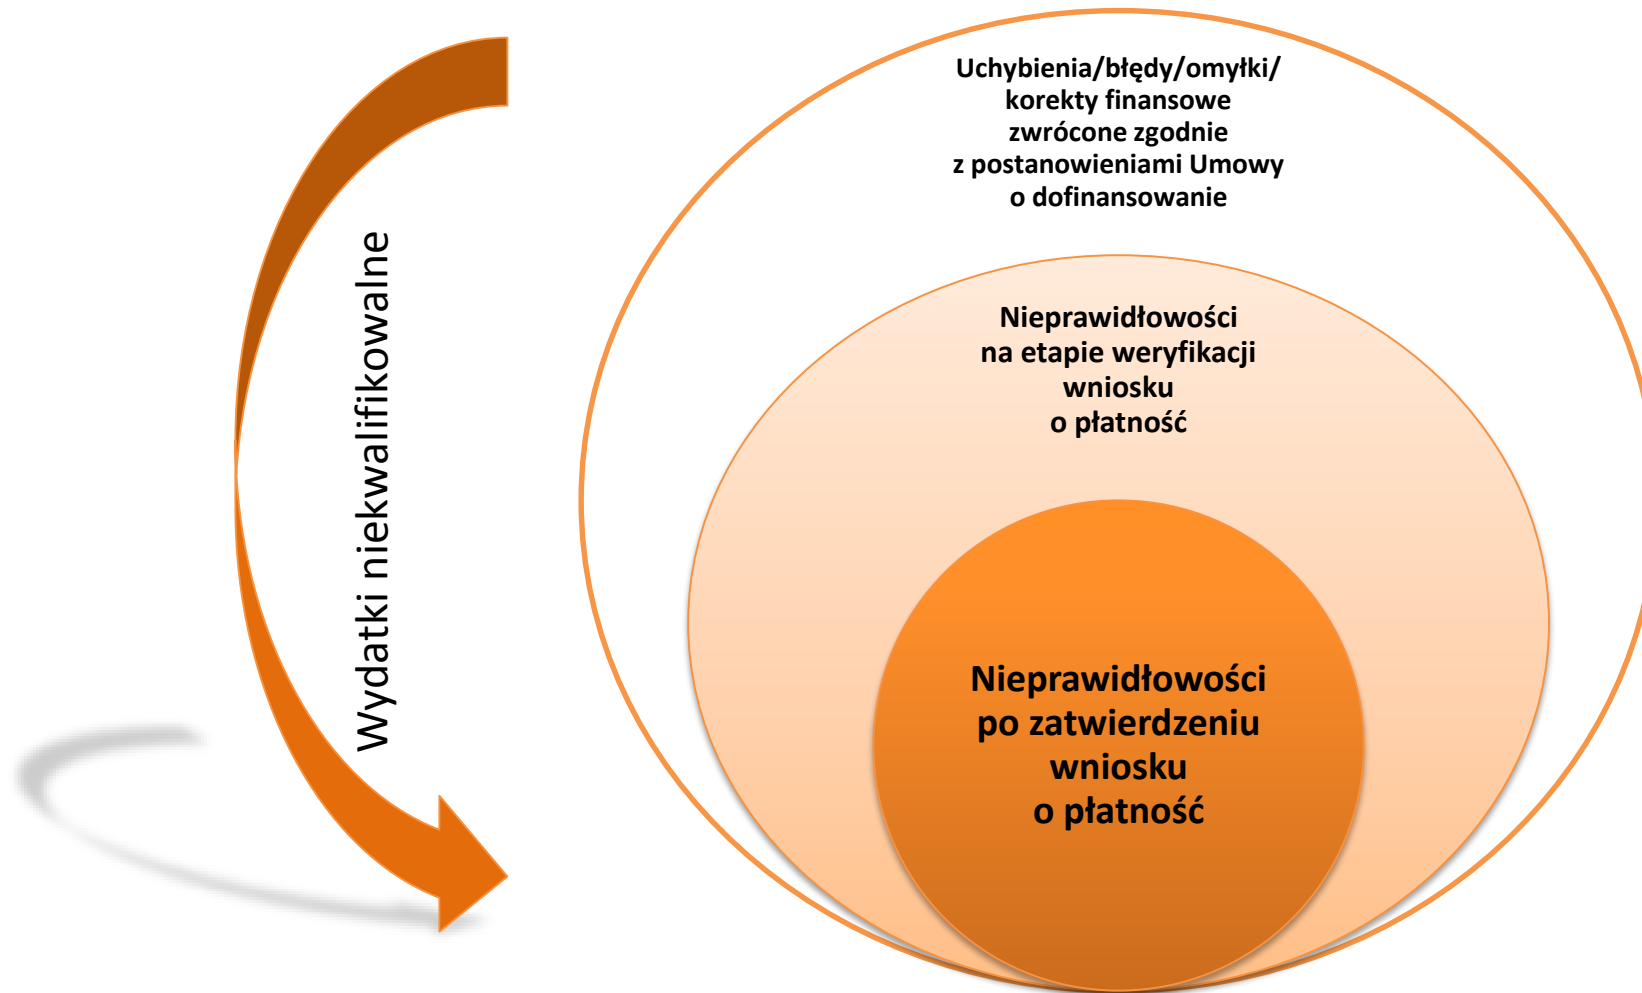 Wydatki niekwalifikowalne
Uchybienia/błędy/omyłki/
korekty finansowe
zwrócone zgodnie
z postanowieniami Umowy
o dofinansowanie
Nieprawidłowości
na etapie weryfikacji
wniosku
o płatność
Nieprawidłowości
po zatwierdzeniu
wniosku
o płatność